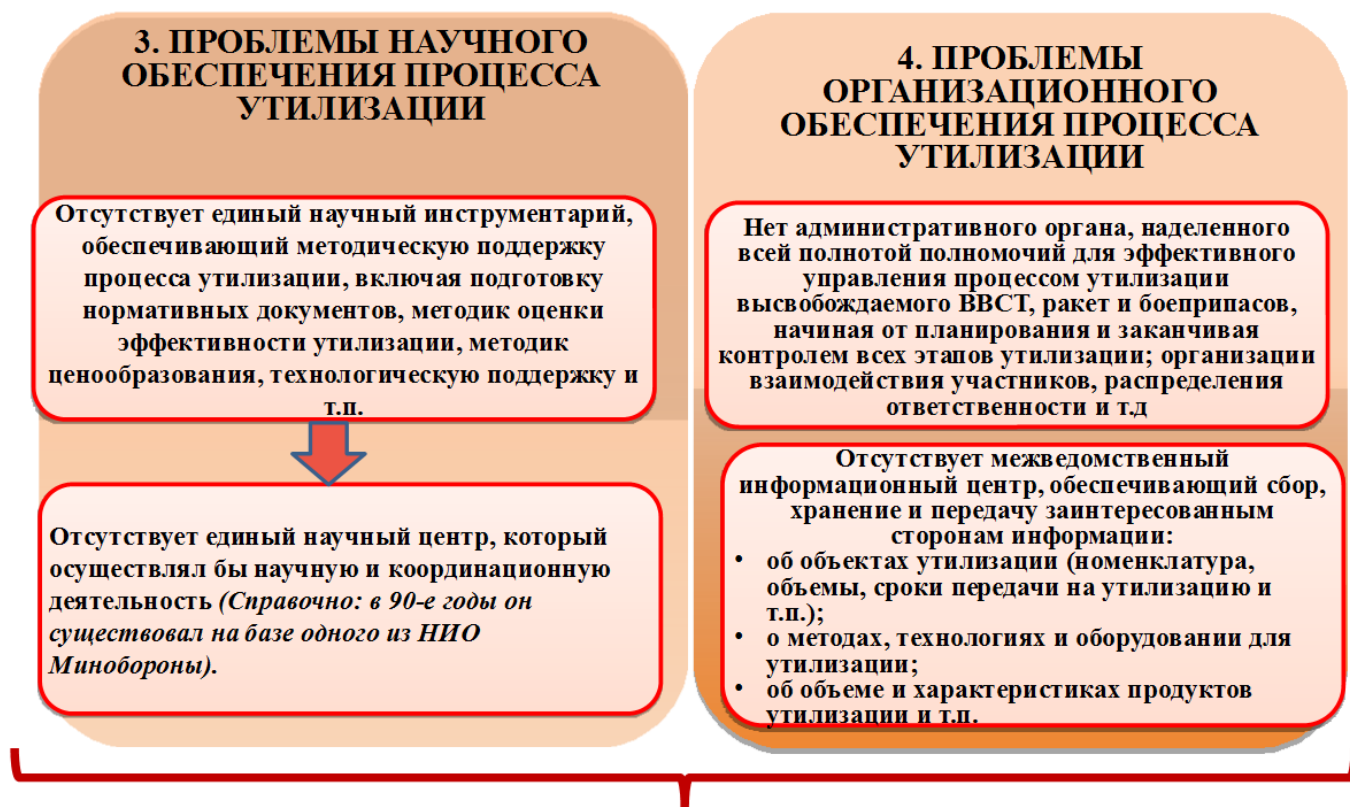 3. ПРОБЛЕМЫ НАУЧНОГО
ОБЕСПЕЧЕНИЯ ПРОЦЕССА
УТИЛИЗАЦИИ
Отсутствует единый научный инструментарий,
обеспечивающий методическую поддержку
процесса утилизации, включая подготовку
нормативных документов, методик оценки
эффективности утилизации, методик
ценообразования, технологическую поддержку и
т.п.
Отсутствует единый научный центр, который
осуществлял бы научную и координационную
деятельность (Справочно: в 90-е годы он
существовал на базе одного из НИО
Минобороны).
4. ПРОБЛЕМЫ
ОРГАНИЗАЦИОННОГО
ОБЕСПЕЧЕНИЯ ПРОЦЕССА
УТИЛИЗАЦИИ
Нет административного органа, наделенного
всей полнотой полномочий для эффективного
управления процессом утилизации
высвобождаемого ВВСТ, ракет и боеприпасов,
начиная от планирования и заканчивая
контролем всех этапов утилизации; организации
взаимодействия участников, распределения
ответственности и т.д
Отсутствует межведомственный
информационный центр, обеспечивающий сбор,
хранение и передачу заинтересованным
сторонам информации:
• об объектах утилизации (номенклатура,
объемы, сроки передачи на утилизацию и
т.п.);
• о методах, технологиях и оборудовании для
утилизации;
• об объеме и характеристиках продуктов
утилизации и т.п.